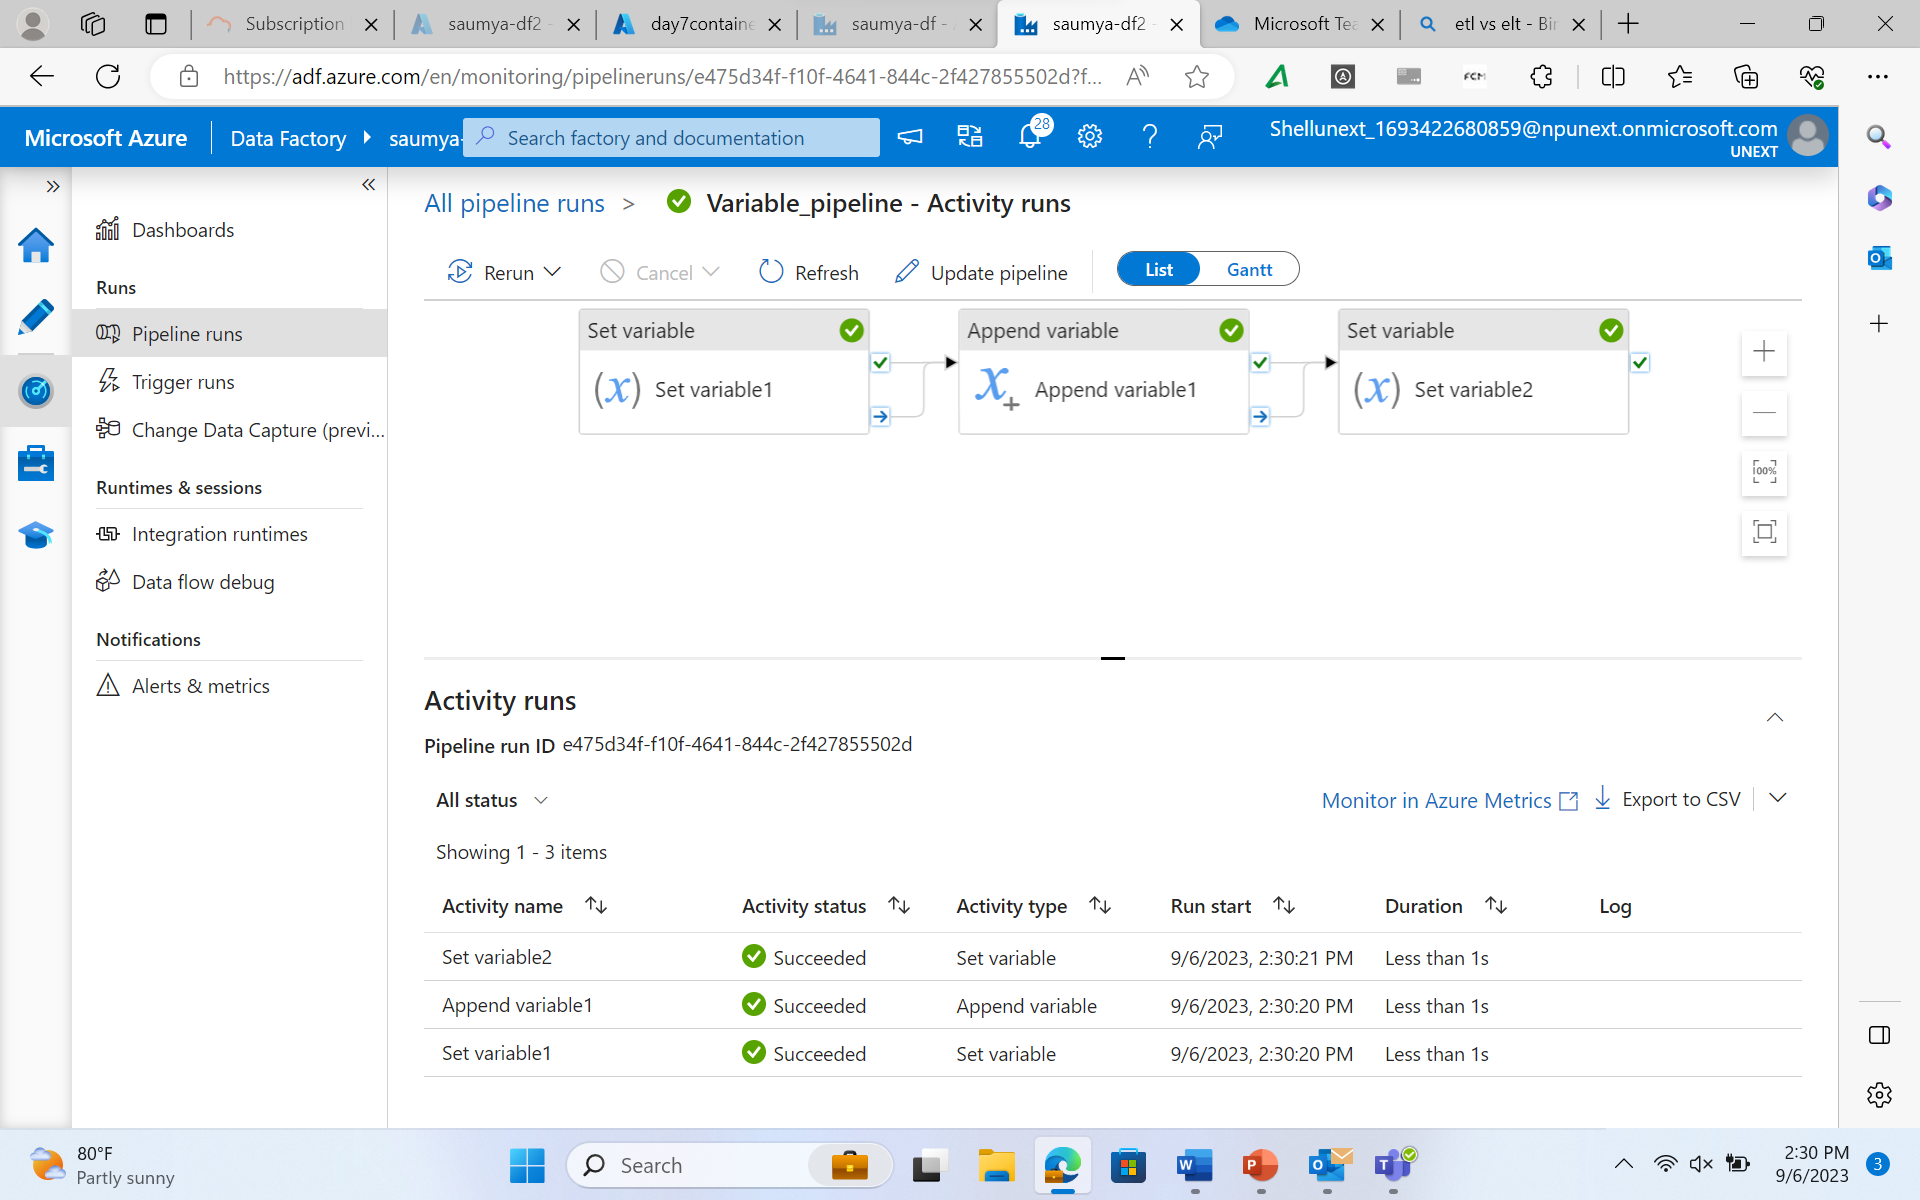 Subscription
saumya-df2 -
day7containe
saumya-df -
saumya-df2 -
Microsoft Tea
etl vs elt - Bin
https://adf.azure.com/en/monitoring/pipelineruns/e475d34f-f10f-4641-844c-2f427855502d?f...
FCM
Microsoft Azure
Data Factory
saumya-
Search factory and documentation
28
Shellunext_1693422680859@npunext.onmicrosoft.com
UNEXT
Dashboards
Runs
Pipeline runs
Trigger runs
Change Data Capture (previ...
Runtimes & sessions
Integration runtimes
Data flow debug
Notifications
Alerts & metrics
All pipeline runs > Variable_pipeline - Activity runs
Rerun
Cancel
Refresh
Update pipeline
List
Gantt
Set variable
(x) Set variable1
Append variable
X+ Append variable1
Set variable
(x) Set variable2
100%
Activity runs
Pipeline run ID e475d34f-f10f-4641-844c-2f427855502d
All status
Monitor in Azure Metrics
Export to CSV
Showing 1 - 3 items
Activity name Activity status Activity type Run start Duration Log
Set variable2 Succeeded Set variable 9/6/2023, 2:30:21 PM Less than 1s
Append variable1 Succeeded Append variable 9/6/2023, 2:30:20 PM Less than 1s
Set variable1 Succeeded Set variable 9/6/2023, 2:30:20 PM Less than 1s
80°F
Partly sunny
Search
2:30 PM
9/6/2023
3